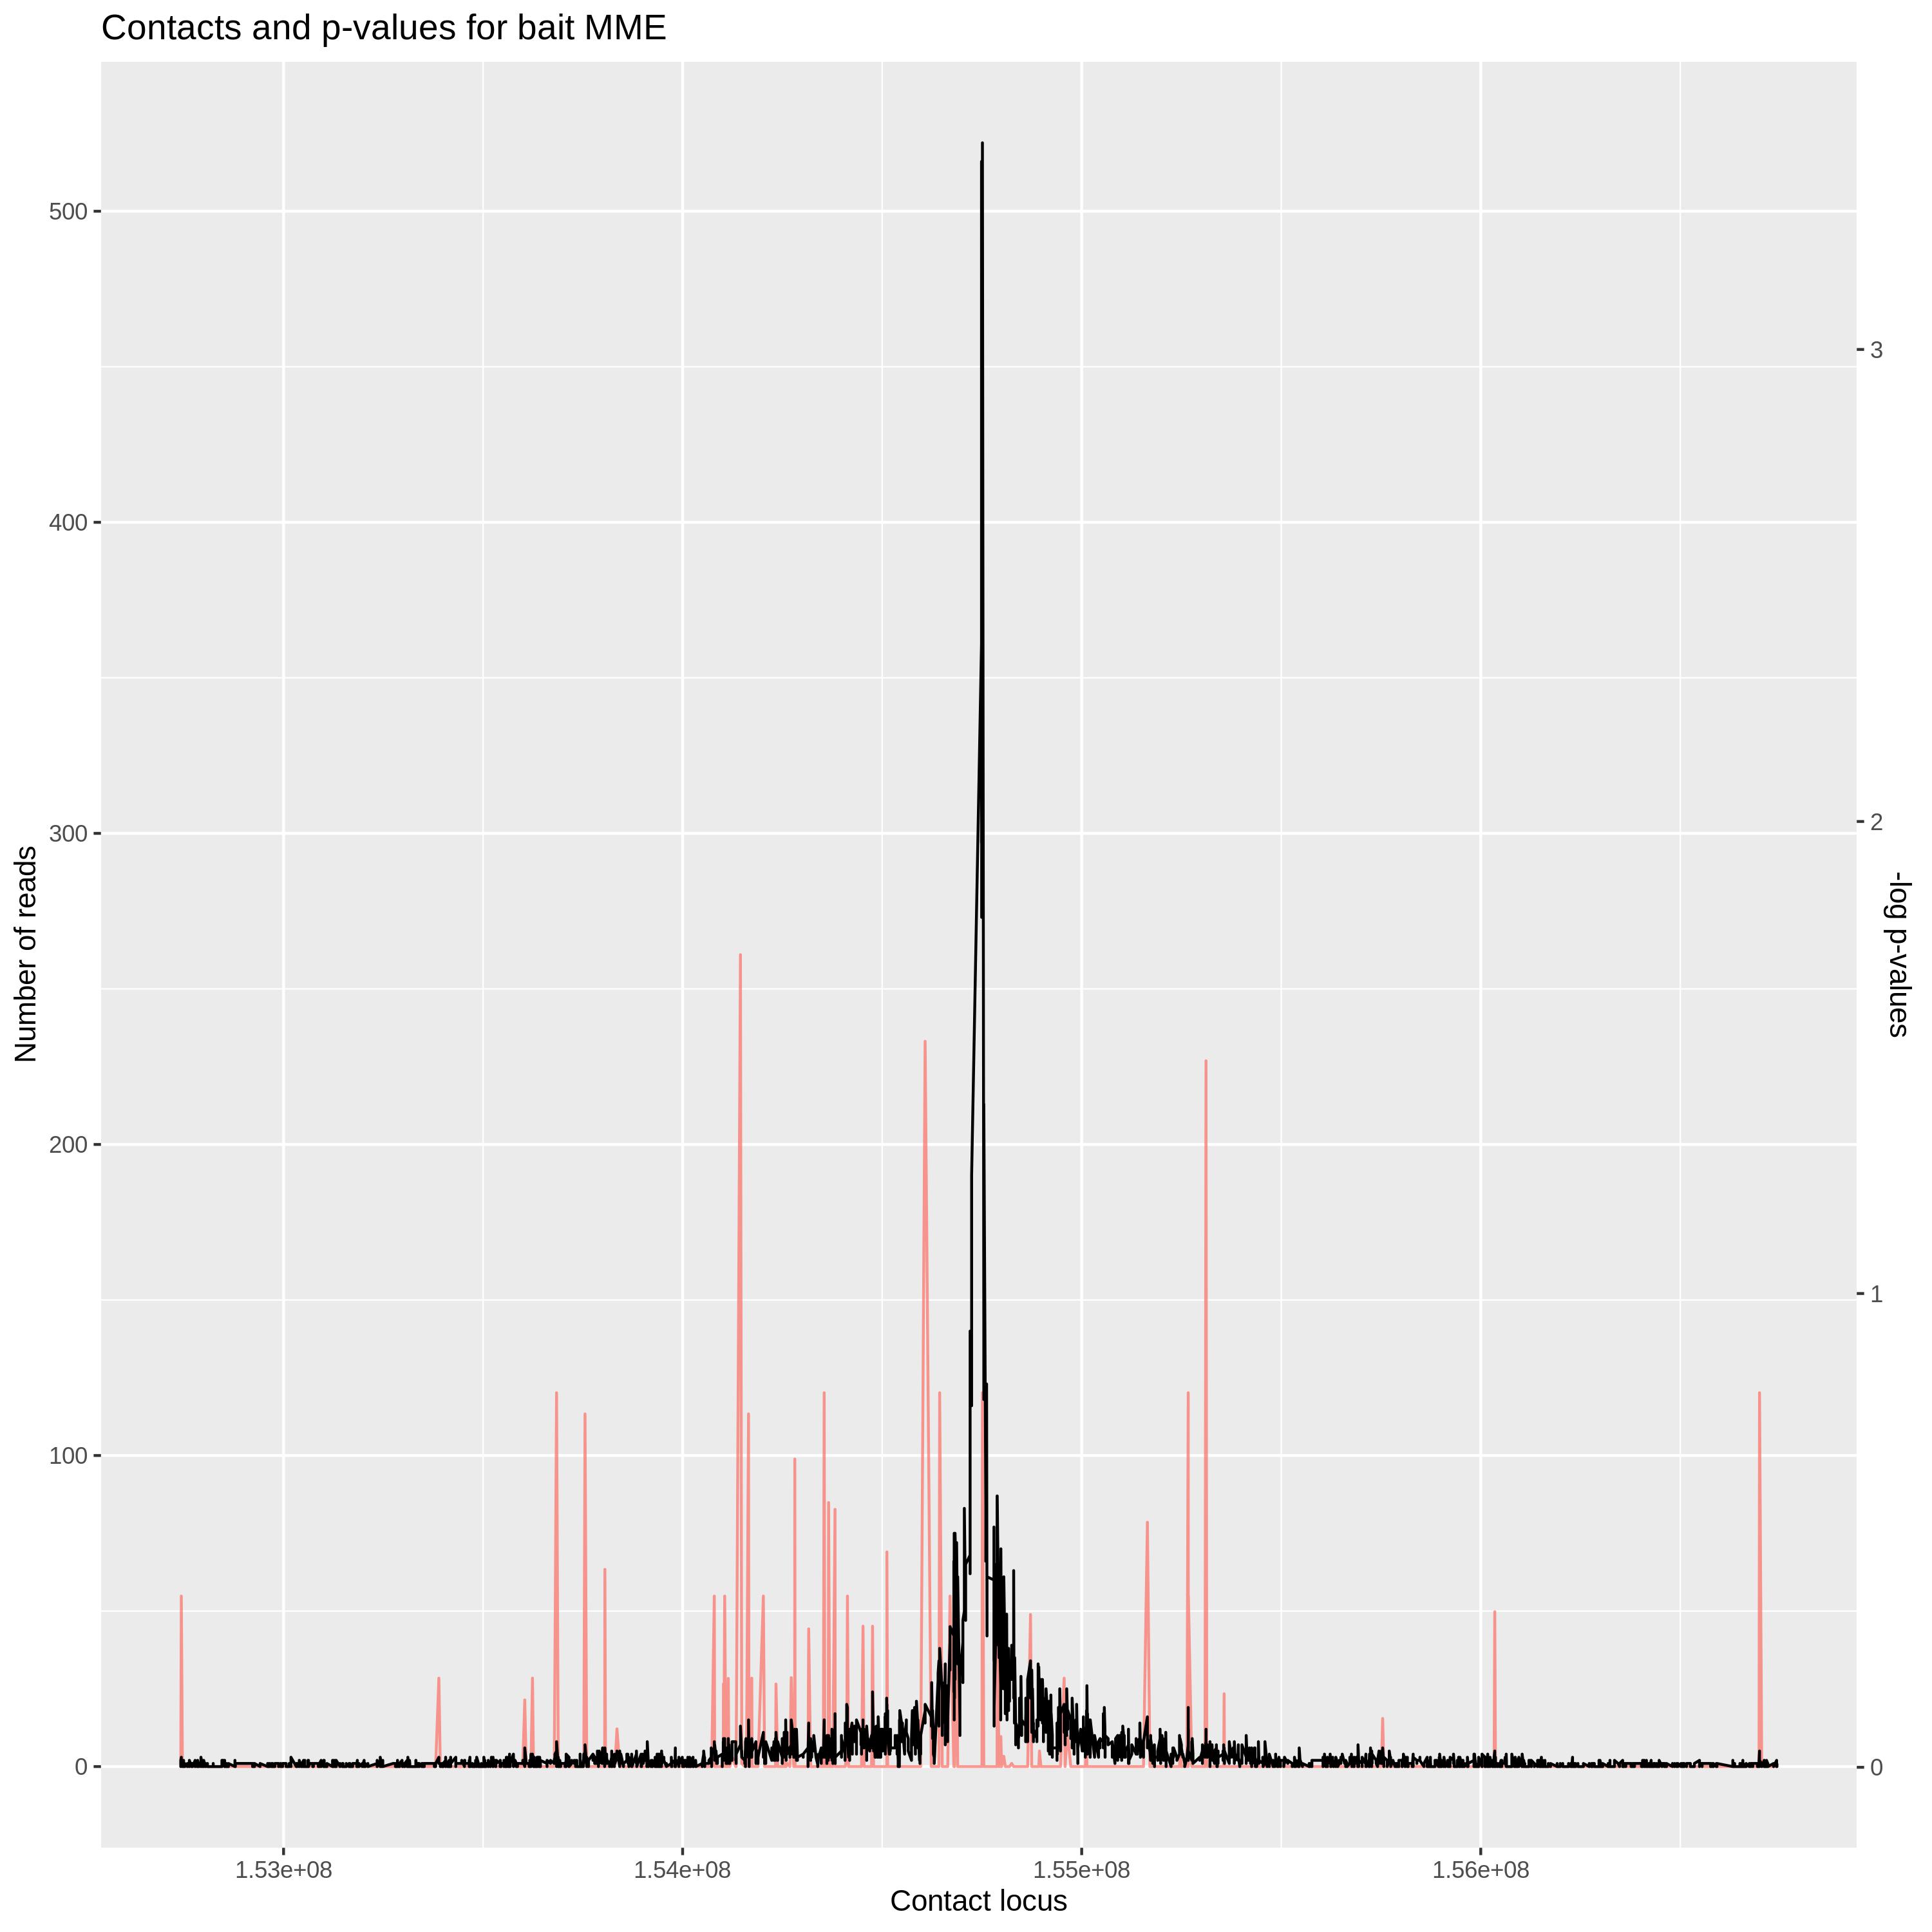 Contacts and p-values for bait MME
Number of reads
500
400
300
200
100
0
3
2
1
0
-log p-values
1.53e+08
1.54e+08
1.55e+08
1.56e+08
Contact locus